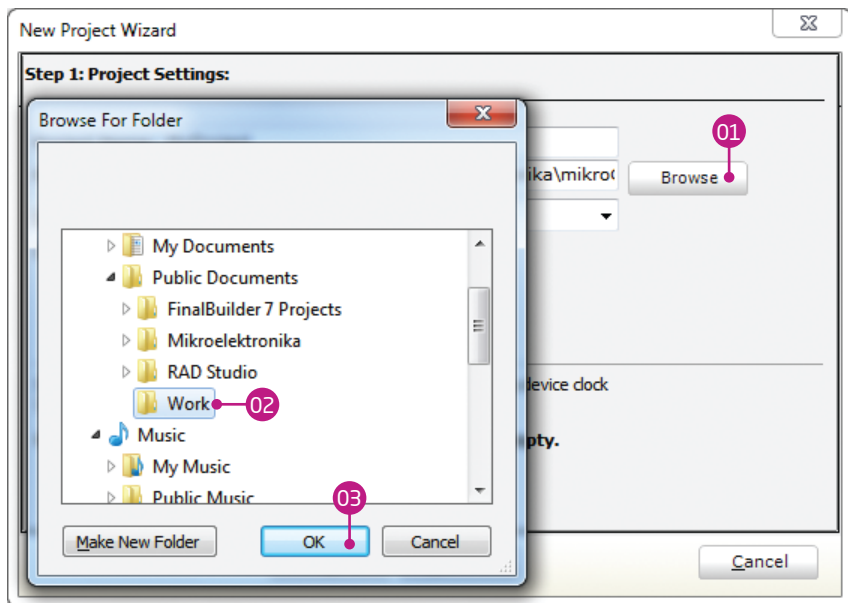 New Project Wizard
Step 1: Project Settings:
Browse For Folder
01
ika\mikro
Browse
My Documents
Public Documents
FinalBuilder 7 Projects
Mikroelektronika
RAD Studio
device clock
Work
02
Music
pty.
My Music
Public Music
03
Make New Folder
OK
Cancel
Cancel